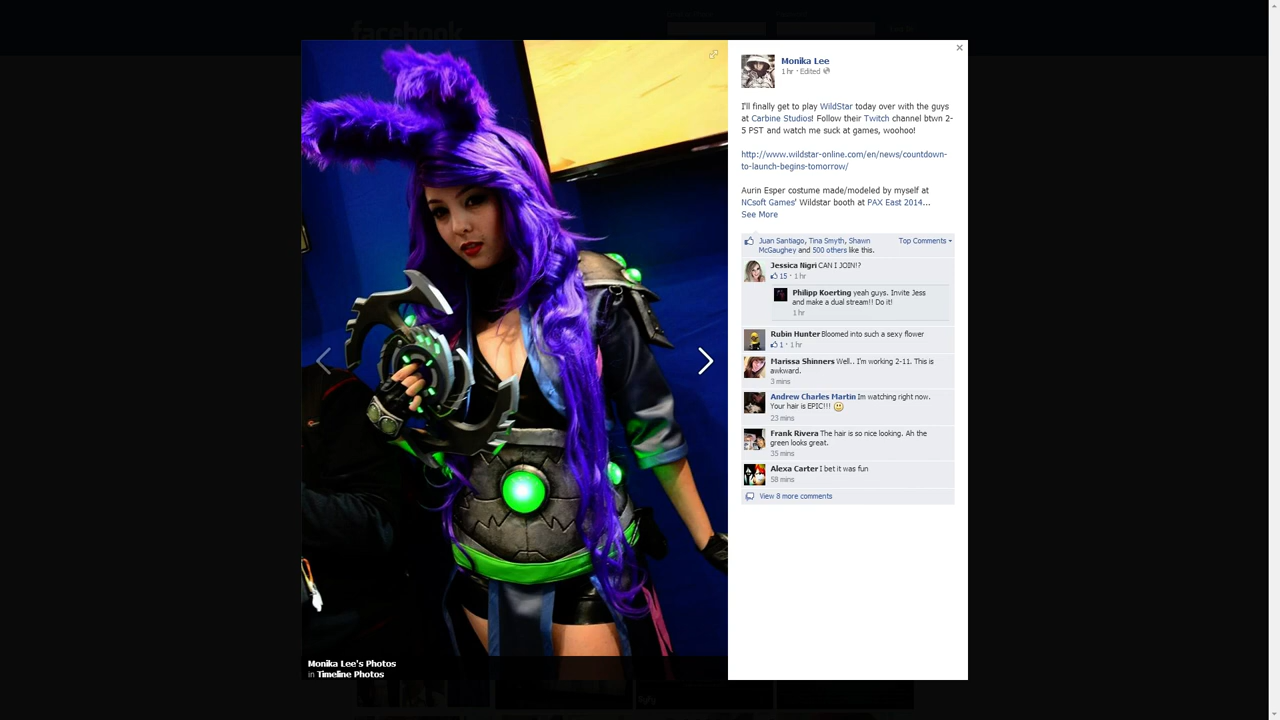 facebook
Monika Lee
1 hr · Edited
I'll finally get to play WildStar today over with the guys
at Carbine Studios! Follow their Twitch channel btwn 2-
5 PST and watch me suck at games, woohoo!
http://www.wildstar-online.com/en/news/countdown-
to-launch-begins-tomorrow/
Aurin Esper costume made/modeled by myself at
NCsoft Games' Wildstar booth at PAX East 2014...
See More
Juan Santiago, Tina Smyth, Shawn
McGaughey and 500 others like this.
Top Comments
Jessica Nigri CAN I JOIN!?
15 · 1 hr
Philipp Koerting yeah guys. Invite Jess
and make a dual stream!! Do it!
1 hr
Rubin Hunter Bloomed into such a sexy flower
1 · 1 hr
Marissa Shinners Well.. I'm working 2-11. This is
awkward.
3 mins
Andrew Charles Martin Im watching right now.
Your hair is EPIC!!!
23 mins
Frank Rivera The hair is so nice looking. Ah the
green looks great.
35 mins
Alexa Carter I bet it was fun
58 mins
View 8 more comments
Monika Lee's Photos
in Timeline Photos